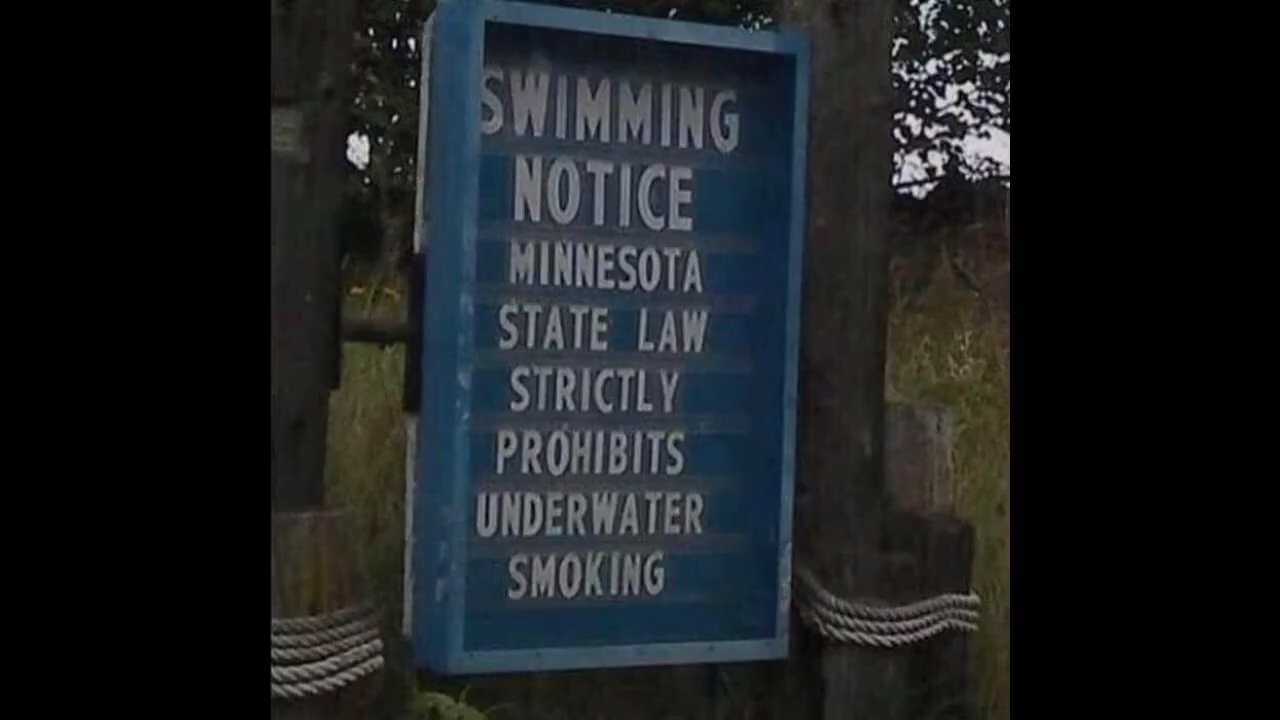 SWIMMING
NOTICE
MINNESOTA
STATE LAW
STRICTLY
PROHIBITS
UNDERWATER
SMOKING